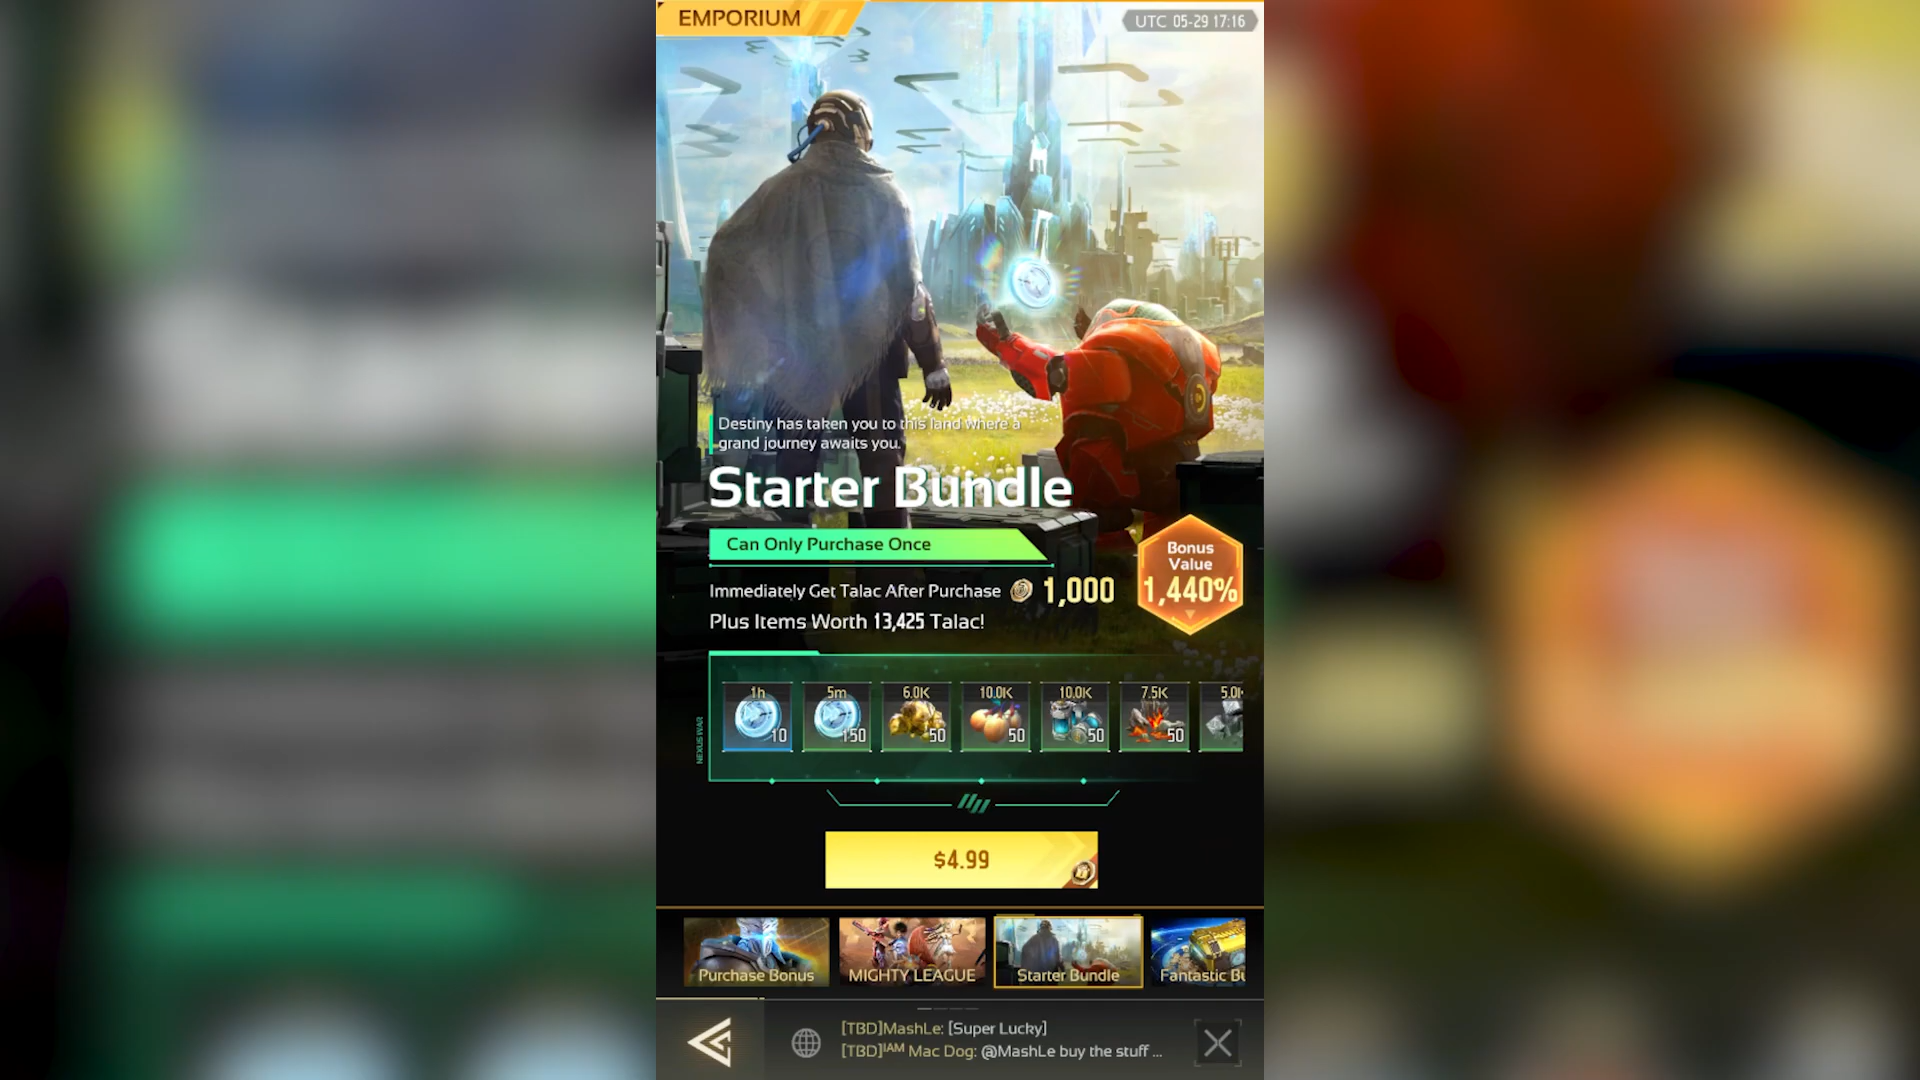 EMPORIUM
UTC 05-29 17:16
Destiny has taken you to this land where a
grand journey awaits you.
Starter Bundle
Can Only Purchase Once
Bonus
Value
1,440%
Immediately Get Talac After Purchase 1,000
Plus Items Worth 13,425 Talac!
NEXUS WAR
1h 5m 6.0K 10.0K 10.0K 7.5K
10 150 50 50 50 50
$4.99
Purchase Bonus MIGHTY LEAGUE Starter Bundle Fantastic
[TBD]MashLe: [Super Lucky]
[TBD]IAM Mac Dog: @MashLe buy the stuff ...